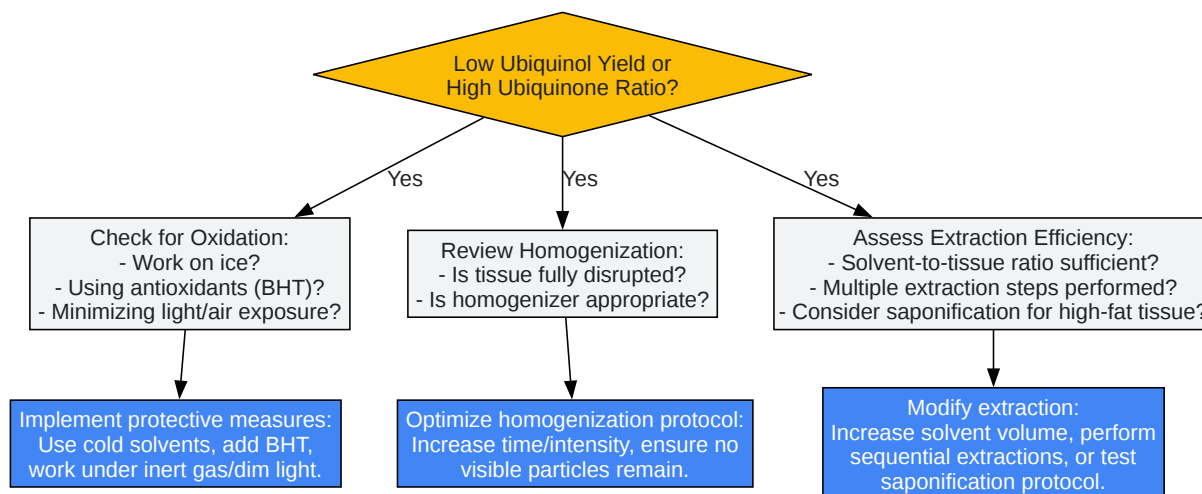 Low Ubiquinol Yield or
High Ubiquinone Ratio?
Yes
Yes
Yes
Check for Oxidation:
- Work on ice?
- Using antioxidants (BHT)?
- Minimizing light/air exposure?
Review Homogenization:
- Is tissue fully disrupted?
- Is homogenizer appropriate?
Assess Extraction Efficiency:
- Solvent-to-tissue ratio sufficient?
- Multiple extraction steps performed?
- Consider saponification for high-fat tissue?
Implement protective measures:
Use cold solvents, add BHT,
work under inert gas/dim light.
Optimize homogenization protocol:
Increase time/intensity, ensure no
visible particles remain.
Modify extraction:
Increase solvent volume, perform
sequential extractions, or test
saponification protocol.